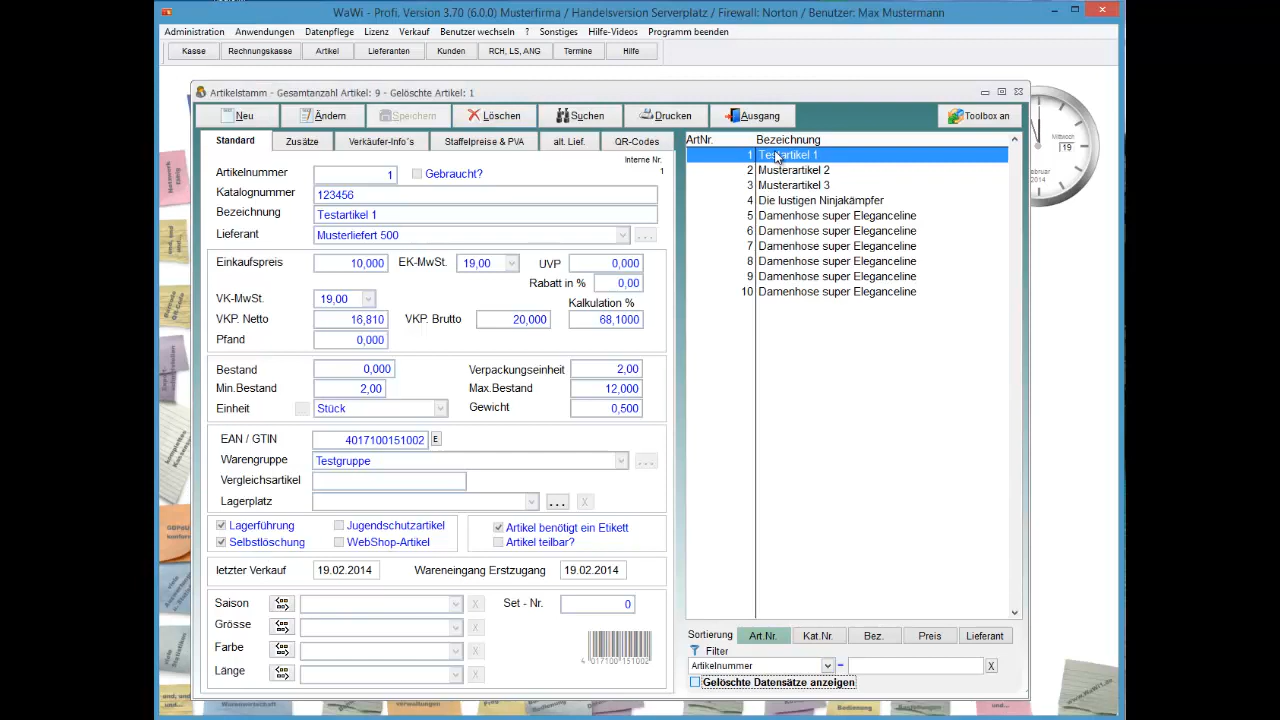 WaWi - Profi, Version 3.70 (6.0.0) Musterfirma / Handelsversion Serverplatz / Firewall: Norton / Benutzer: Max Mustermann
Administration Anwendungen Datenpflege Lizenz Verkauf Benutzer wechseln ? Sonstiges Hilfe-Videos Programm beenden
Kasse Rechnungskasse Artikel Lieferanten Kunden RCH, LS, ANG Termine Hilfe
Artikelstamm - Gesamtanzahl Artikel: 9 - Gelöschte Artikel: 1
Neu Ändern Speichern Löschen Suchen Drucken Ausgang Toolbox an
Standard Zusätze Verkäufer-Info´s Staffelpreise & PVA alt. Lief. QR-Codes
Interne Nr.
1
Artikelnummer 1 Gebraucht?
Katalognummer 123456
Bezeichnung Testartikel 1
Lieferant Musterliefert 500 ...
Einkaufspreis 10,000 EK-MwSt. 19,00 UVP 0,000
Rabatt in % 0,00
VK-MwSt. 19,00 Kalkulation %
VKP. Netto 16,810 VKP. Brutto 20,000 68,1000
Pfand 0,000
Bestand 0,000 Verpackungseinheit 2,00
Min.Bestand 2,00 Max.Bestand 12,000
Einheit Stück Gewicht 0,500
EAN / GTIN 4017100151002 E
Warengruppe Testgruppe ...
Vergleichsartikel
Lagerplatz ... X
Lagerführung Jugendschutzartikel Artikel benötigt ein Etikett
Selbstlöschung WebShop-Artikel Artikel teilbar?
letzter Verkauf 19.02.2014 Wareneingang Erstzugang 19.02.2014
Saison X Set - Nr. 0
Grösse X
Farbe X
4 017100 151002
Länge X
ArtNr. Bezeichnung
1 Testartikel 1
2 Musterartikel 2
3 Musterartikel 3
4 Die lustigen Ninjakämpfer
5 Damenhose super Eleganceline
6 Damenhose super Eleganceline
7 Damenhose super Eleganceline
8 Damenhose super Eleganceline
9 Damenhose super Eleganceline
10 Damenhose super Eleganceline
Sortierung Art.Nr. Kat.Nr. Bez. Preis Lieferant
Filter
Artikelnummer = X
Gelöschte Datensätze anzeigen
Mittwoch
19
2014